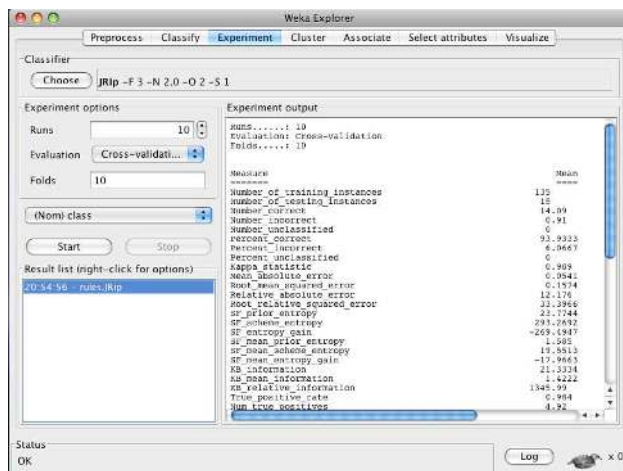 Weka Explorer
Preprocess Classify Experiment Cluster Associate Select attributes Visualize
Classifier
Choose JRip -F 3 -N 2.0 -O 2 -S 1
Experiment options
Runs 10
Evaluation Cross-validati...
Folds 10
(Nom) class
Start Stop
Result list (right-click for options)
20:54:56 - rules.JRip
Experiment output
Runs......: 10
Evaluation: Cross-validation
Folds.....: 10
Measure Mean
======= ====
Number_of_training_instances 135
Number_of_testing_instances 15
Number_correct 14.09
Number_incorrect 0.91
Number_unclassified 0
Percent_correct 93.9333
Percent_incorrect 6.0667
Percent_unclassified 0
Kappa_statistic 0.909
Mean_absolute_error 0.0541
Root_mean_squared_error 0.1574
Relative_absolute_error 12.176
Root_relative_squared_error 33.3966
SF_prior_entropy 23.7744
SF_scheme_entropy 293.2692
SF_entropy_gain -269.4947
SF_mean_prior_entropy 1.585
SF_mean_scheme_entropy 19.5513
SF_mean_entropy_gain -17.9663
KB_information 21.3334
KB_mean_information 1.4222
KB_relative_information 1345.99
True_positive_rate 0.984
Num_true_positives 4.92
Status
OK
Log
x 0